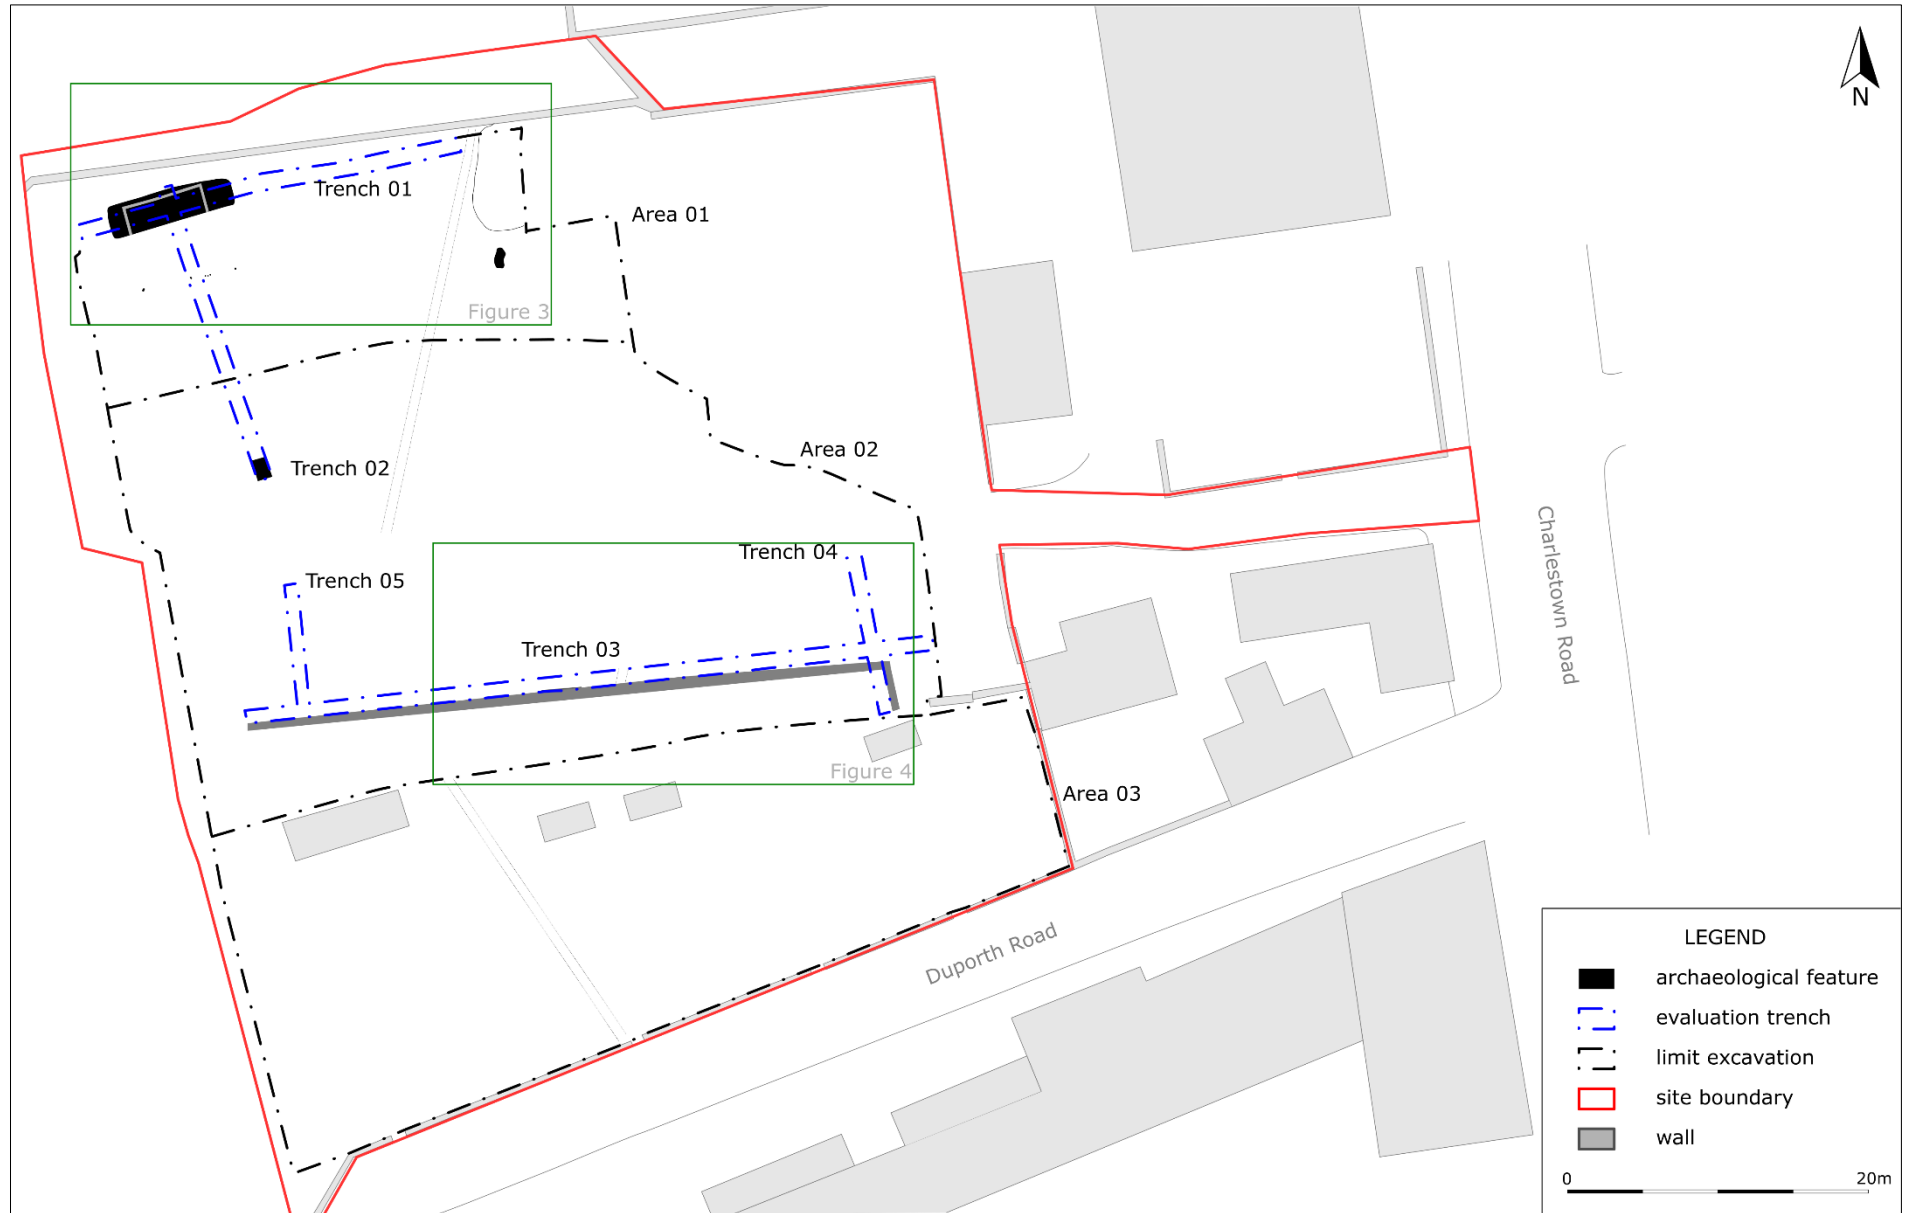 N
Trench 01
Area 01
Figure 3
Area 02
Trench 02
Charlestown Road
Trench 04
Trench 05
Trench 03
Figure 4
Area 03
Duporth Road
LEGEND
archaeological feature
evaluation trench
limit excavation
site boundary
wall
0 20m